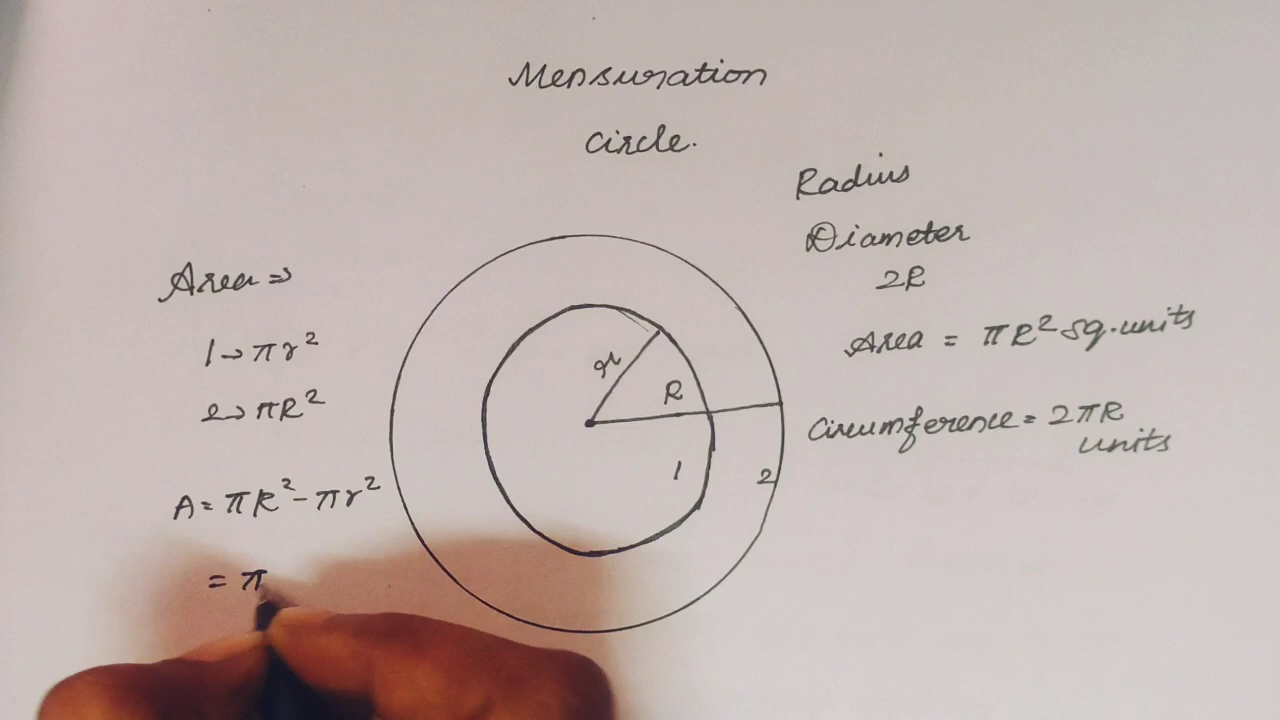 Mensuration
Circle.
Radius
Diameter
2R
Area = πR² sq.units
Circumference = 2πR
units
Area ⇒
1→ πr²
2→ πR²
A = πR² - πr²
= π
r
R
1
2